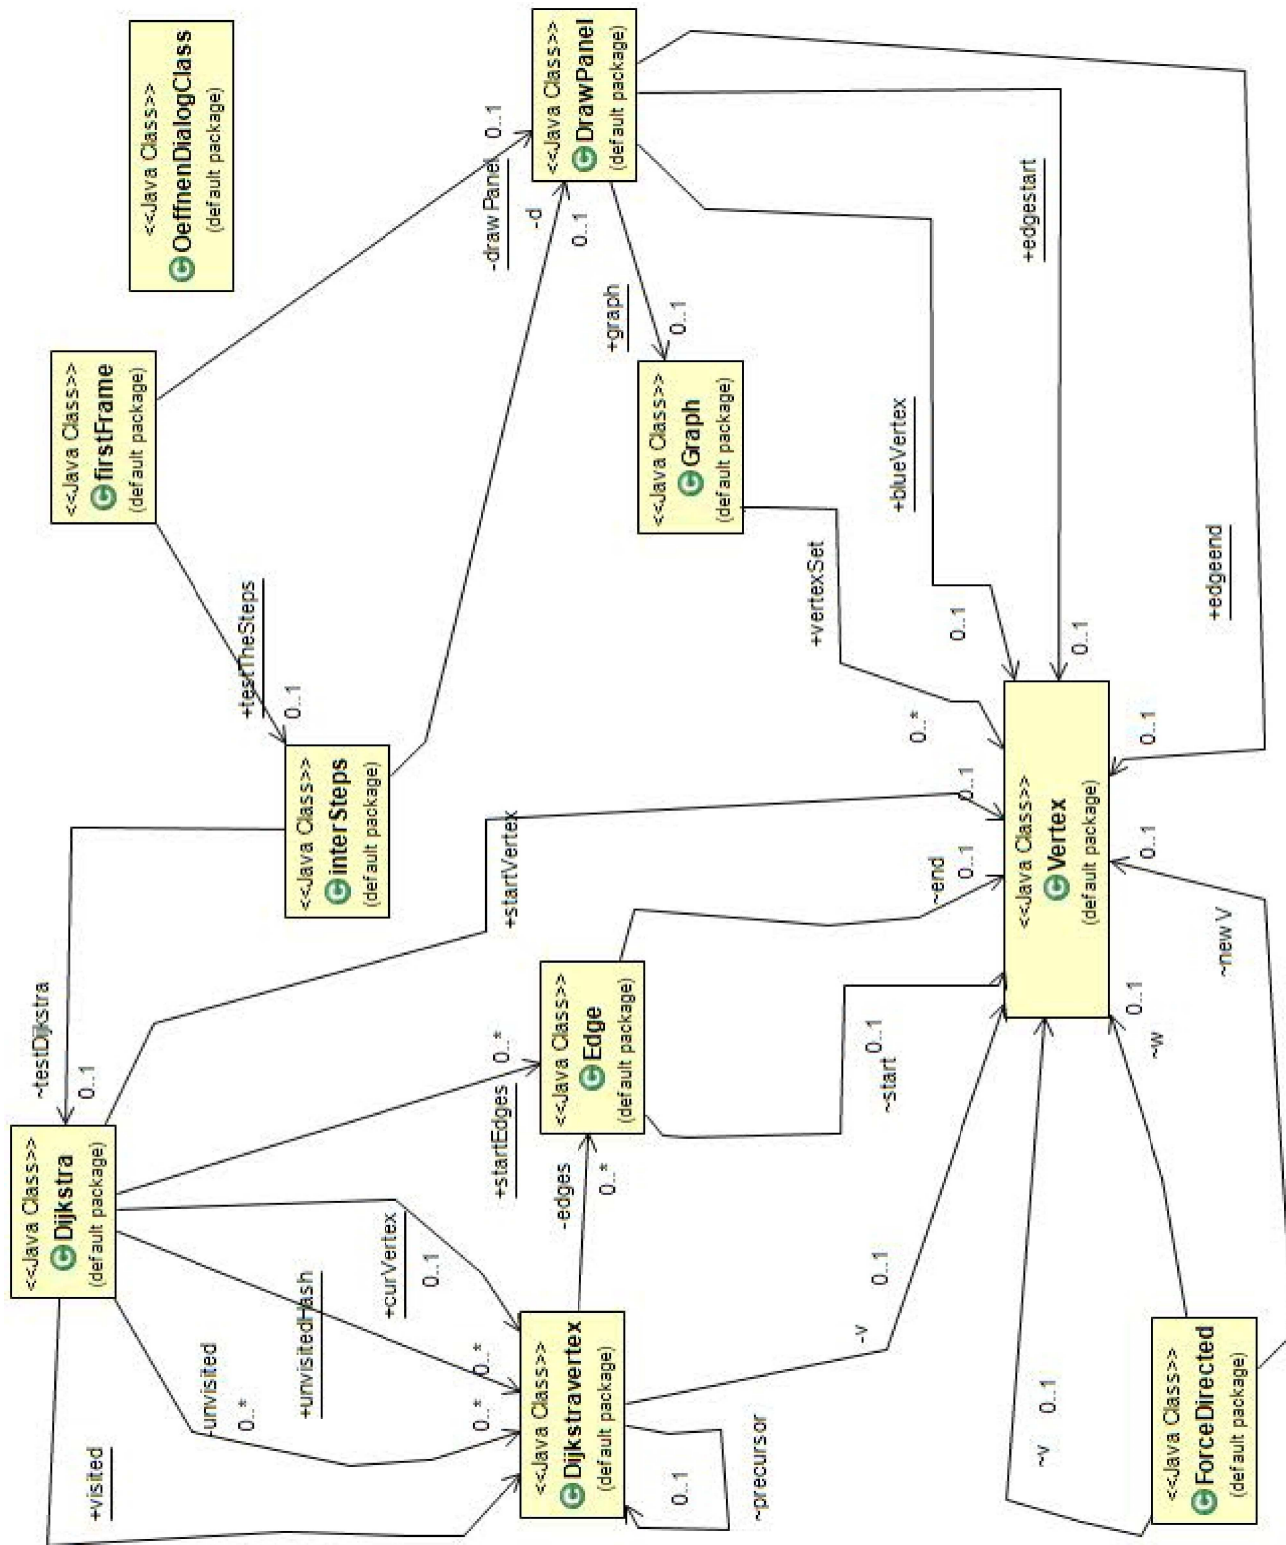 <<Java Class>>
OeffnenDialogClass
(default package)
<<Java Class>>
firstFrame
(default package)
<<Java Class>>
DrawPanel
(default package)
-drawPanel
0..1
-d
0..1
+testTheSteps
0..1
<<Java Class>>
interSteps
(default package)
+graph
0..1
<<Java Class>>
Graph
(default package)
+vertexSet
0..*
+blueVertex
0..1
+edgestart
0..1
+edgeend
0..1
~testDijkstra
0..1
<<Java Class>>
Dijkstra
(default package)
+startVertex
0..1
+startEdges
0..*
<<Java Class>>
Edge
(default package)
~end
0..1
~start
0..1
+visited
-unvisited
0..*
+unvisitedHash
0..*
+curVertex
0..1
0..*
<<Java Class>>
Dijkstravertex
(default package)
-edges
0..*
~precursor
0..1
-v
0..1
<<Java Class>>
Vertex
(default package)
~v
0..1
~w
0..1
~newV
0..1
<<Java Class>>
ForceDirected
(default package)